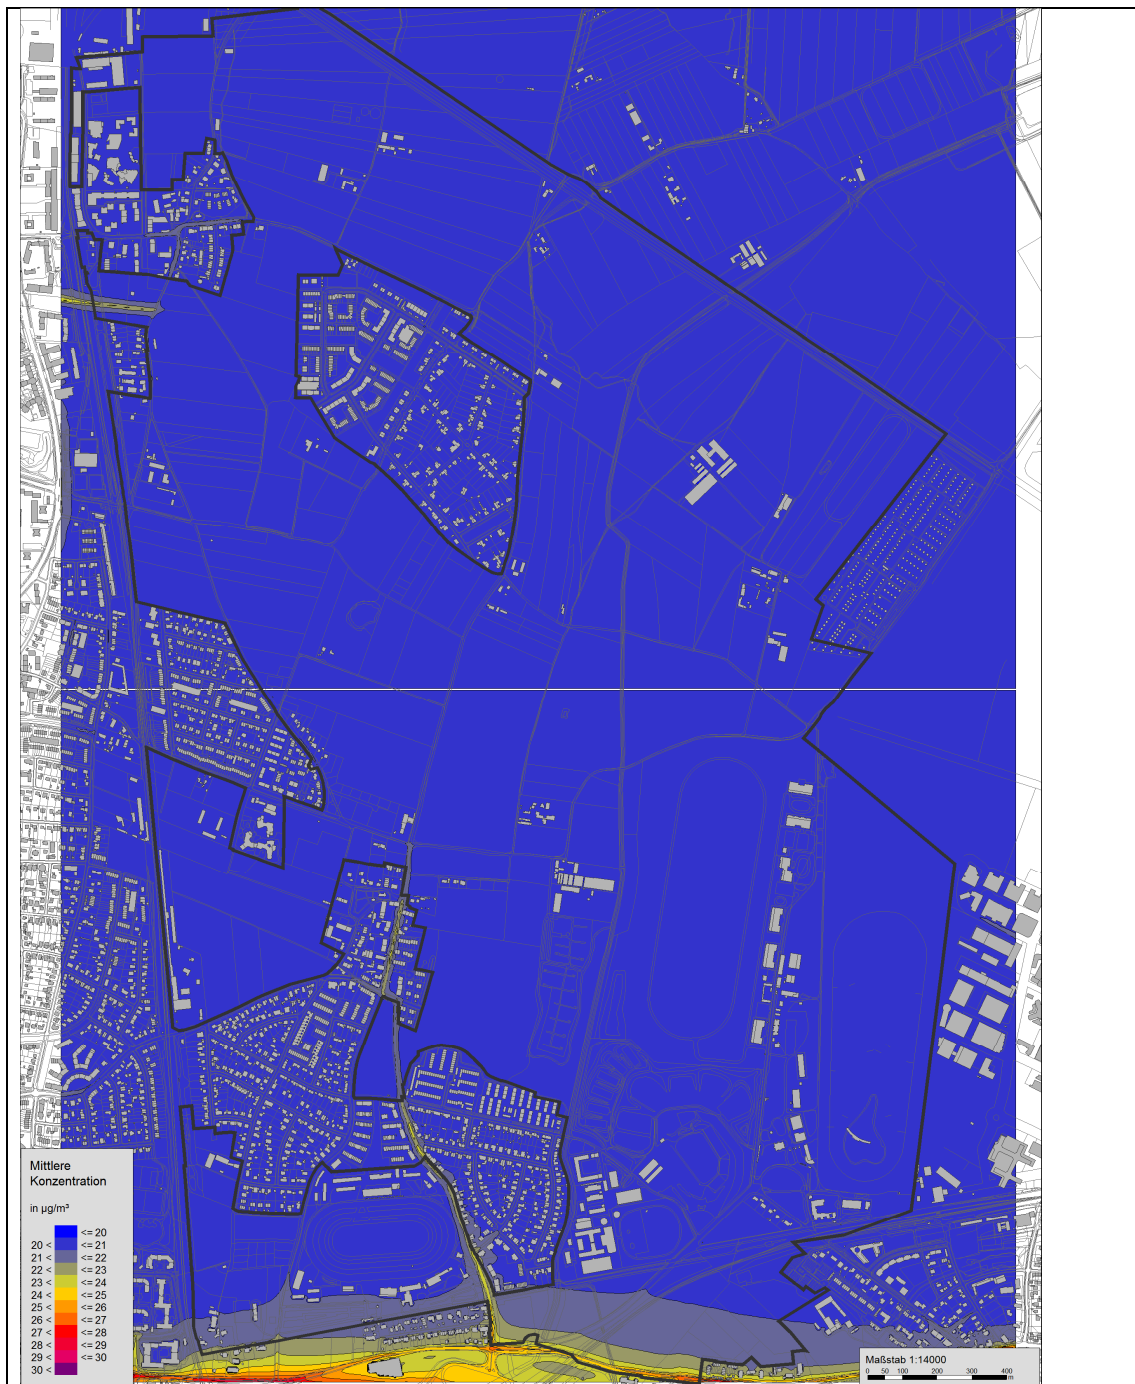 Mittlere
Konzentration
in µg/m³
<= 20
20 < <= 21
21 < <= 22
22 < <= 23
23 < <= 24
24 < <= 25
25 < <= 26
26 < <= 27
27 < <= 28
28 < <= 29
29 < <= 30
30 <
Maßstab 1:14000
0 50 100 200 300 400
m